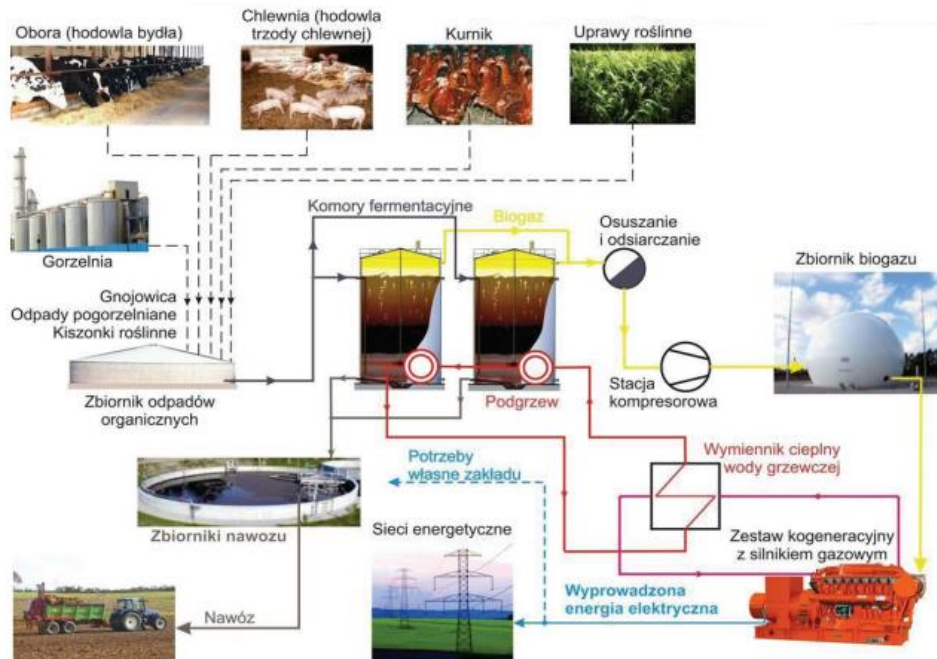 Obora (hodowla bydła)
Chlewnia (hodowla
trzody chlewnej)
Kurnik
Uprawy roślinne
Gorzelnia
Komory fermentacyjne
Biogaz
Osuszanie
i odsiarczanie
Zbiornik biogazu
Gnojowica
Odpady pogorzelniane
Kiszonki roślinne
Zbiornik odpadów
organicznych
Podgrzew
Stacja
kompresorowa
Potrzeby
własne zakładu
Wymiennik cieplny
wody grzewczej
Zbiorniki nawozu
Sieci energetyczne
Zestaw kogeneracyjny
z silnikiem gazowym
Nawóz
Wyprowadzona
energia elektryczna